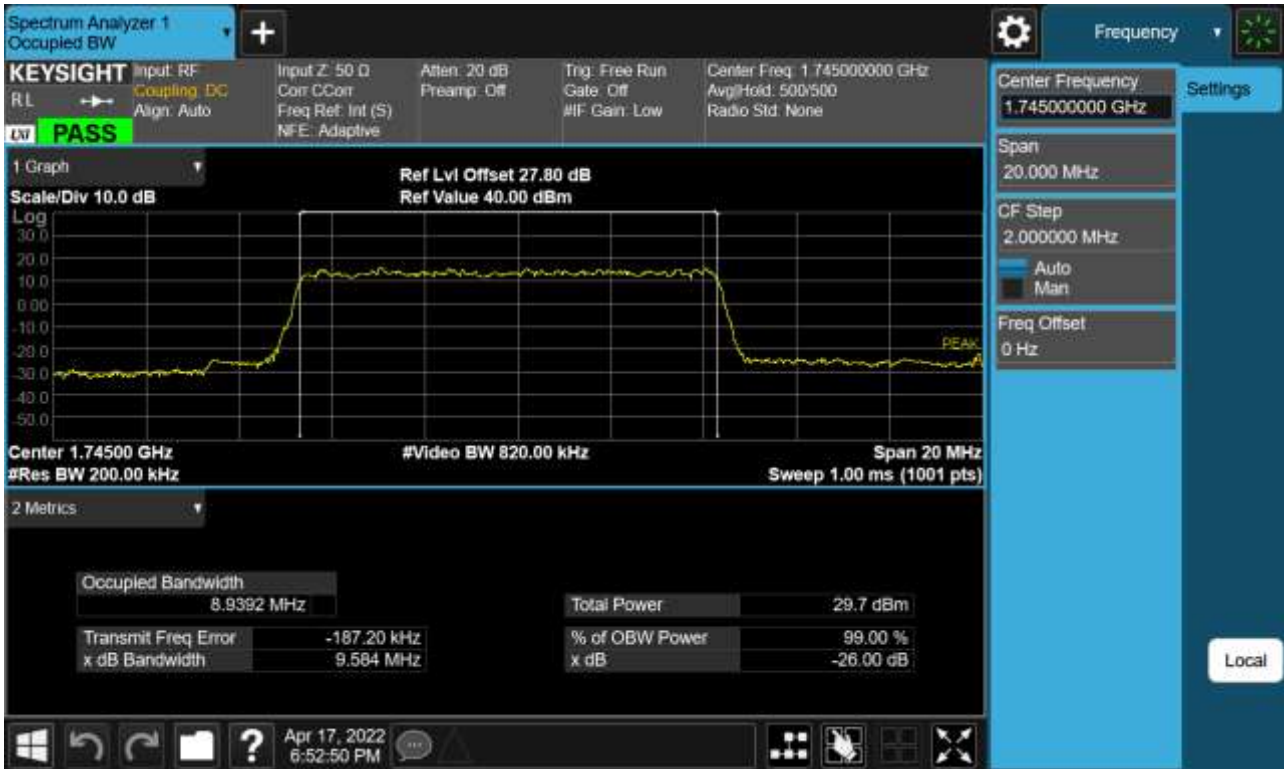 Spectrum Analyzer 1
Occupied BW
Frequency
KEYSIGHT
RL
PASS
Input: RF
Coupling: DC
Align: Auto
Input Z: 50 Ω
Corr CCorr
Freq Ref: Int (S)
NFE: Adaptive
Atten: 20 dB
Preamp: Off
Trig: Free Run
Gate: Off
#IF Gain: Low
Center Freq: 1.745000000 GHz
Avg|Hold: 500/500
Radio Std: None
Center Frequency
1.745000000 GHz
Settings
Span
20.000 MHz
CF Step
2.000000 MHz
Auto
Man
Freq Offset
0 Hz
1 Graph
Scale/Div 10.0 dB
Ref Lvl Offset 27.80 dB
Ref Value 40.00 dBm
Log
30.0
20.0
10.0
0.00
-10.0
-20.0
-30.0
-40.0
-50.0
PEAK
Center 1.74500 GHz
#Video BW 820.00 kHz
Span 20 MHz
#Res BW 200.00 kHz
Sweep 1.00 ms (1001 pts)
2 Metrics
Occupied Bandwidth
8.9392 MHz
Total Power 29.7 dBm
Transmit Freq Error -187.20 kHz
% of OBW Power 99.00 %
x dB Bandwidth 9.584 MHz
x dB -26.00 dB
Local
Apr 17, 2022
6:52:50 PM